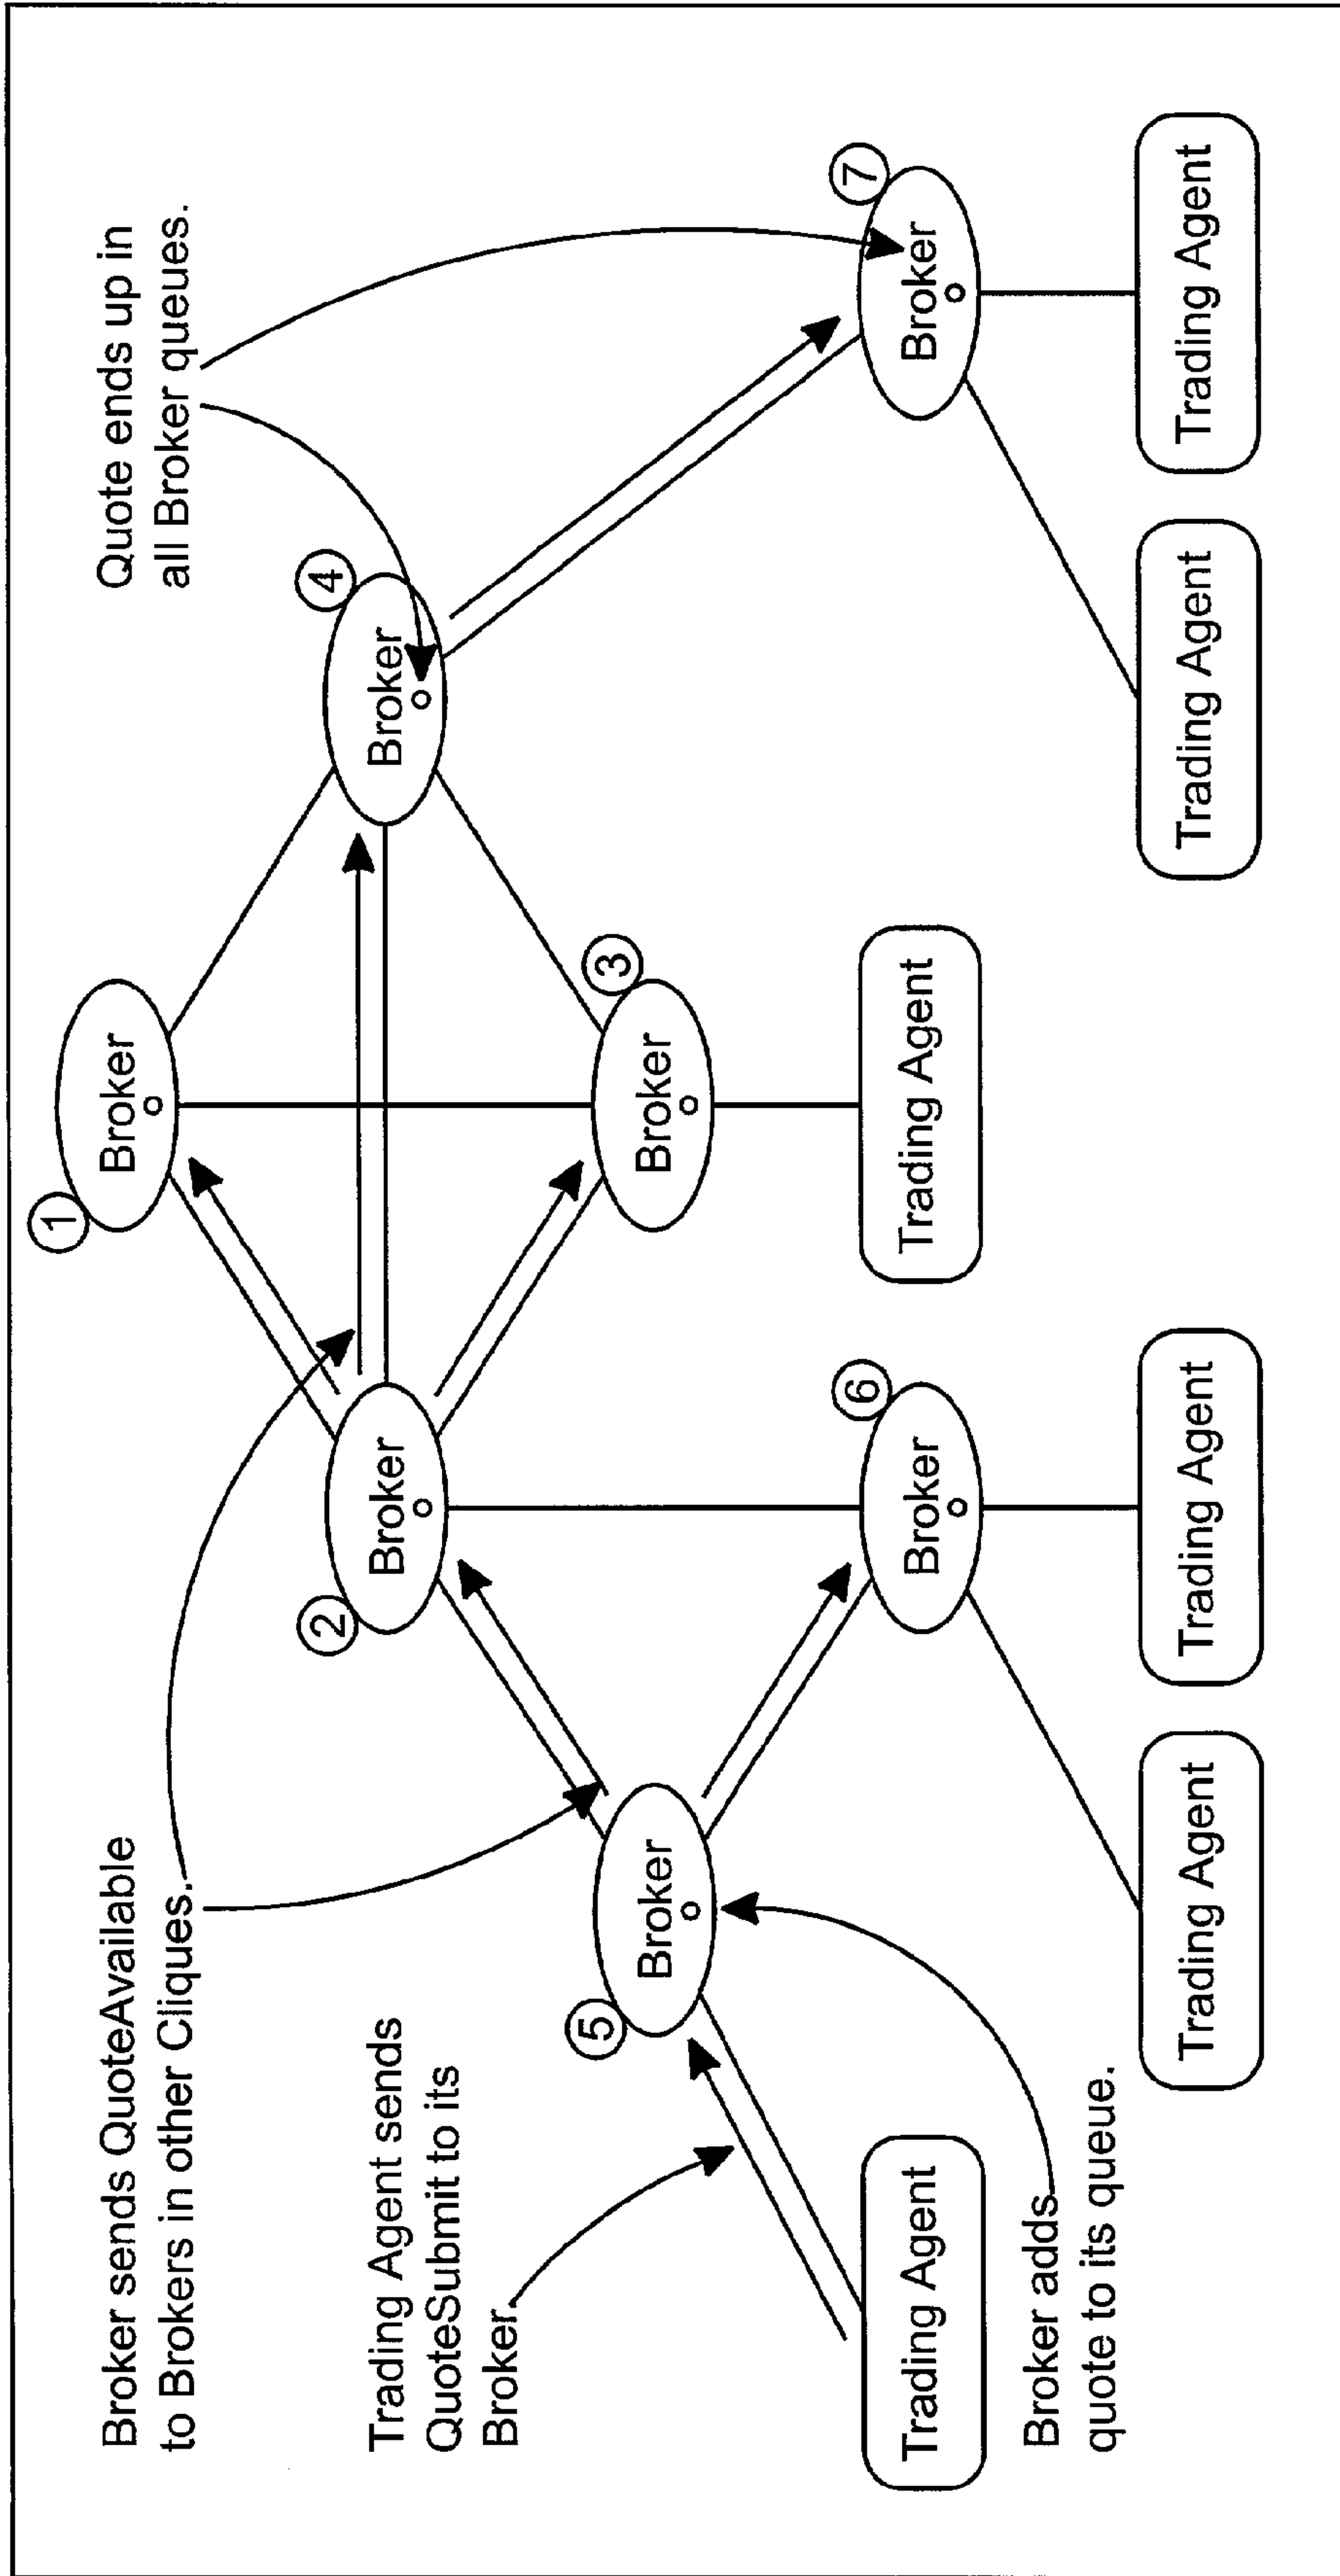 Broker sends QuoteAvailable
to Brokers in other Cliques.
Quote ends up in
all Broker queues.
1
Broker
2
Broker
4
Broker
Trading Agent sends
QuoteSubmit to its
Broker.
5
Broker
3
Broker
6
Broker
7
Broker
Trading Agent
Trading Agent
Broker adds
quote to its queue.
Trading Agent
Trading Agent
Trading Agent
Trading Agent